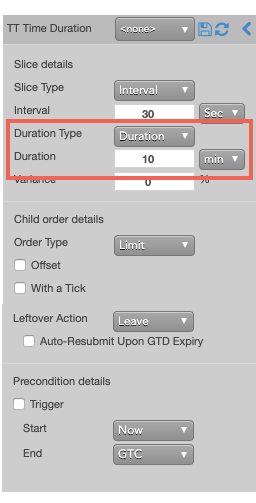 TT Time Duration <none>
Slice details
Slice Type Interval
Interval 30 Sec
Duration Type Duration
Duration 10 min
Variance 0 %
Child order details
Order Type Limit
Offset
With a Tick
Leftover Action Leave
Auto-Resubmit Upon GTD Expiry
Precondition details
Trigger
Start Now
End GTC